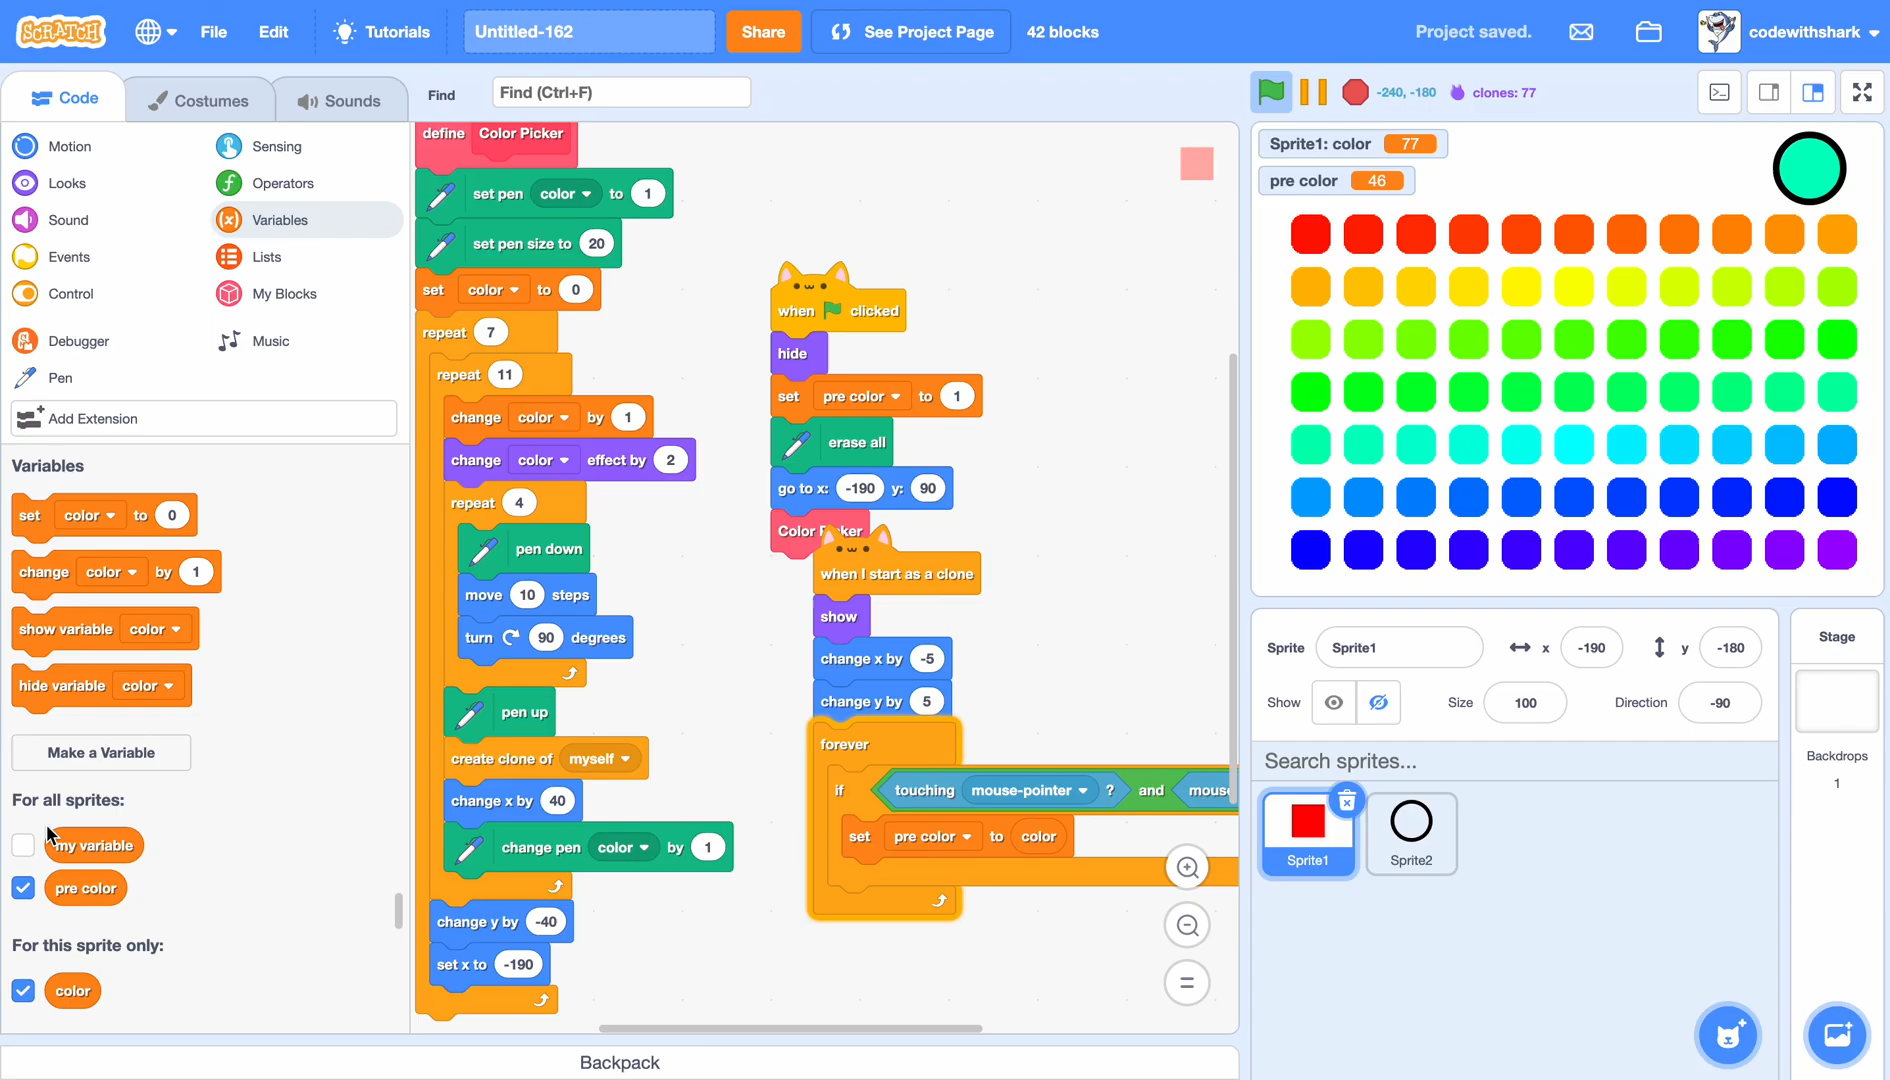 SCRATCH
File
Edit
Tutorials
Untitled-162
Share
See Project Page
42 blocks
Project saved.
codewithshark
Code
Costumes
Sounds
Find
Find (Ctrl+F)
-240, -180
clones: 77
Motion
Looks
Sound
Events
Control
Debugger
Pen
Sensing
Operators
Variables
Lists
My Blocks
Music
Add Extension
Variables
set color to 0
change color by 1
show variable color
hide variable color
Make a Variable
For all sprites:
my variable
pre color
For this sprite only:
color
define Color Picker
set pen color to 1
set pen size to 20
set color to 0
repeat 7
repeat 11
change color by 1
change color effect by 2
repeat 4
pen down
move 10 steps
turn 90 degrees
pen up
create clone of myself
change x by 40
change pen color by 1
change y by -40
set x to -190
when clicked
hide
set pre color to 1
erase all
go to x: -190 y: 90
Color Picker
when I start as a clone
show
change x by -5
change y by 5
forever
if touching mouse-pointer ? and mouse
set pre color to color
Backpack
Sprite1: color 77
pre color 46
Sprite Sprite1 x -190 y -180
Show Size 100 Direction -90
Search sprites...
Sprite1
Sprite2
Stage
Backdrops
1